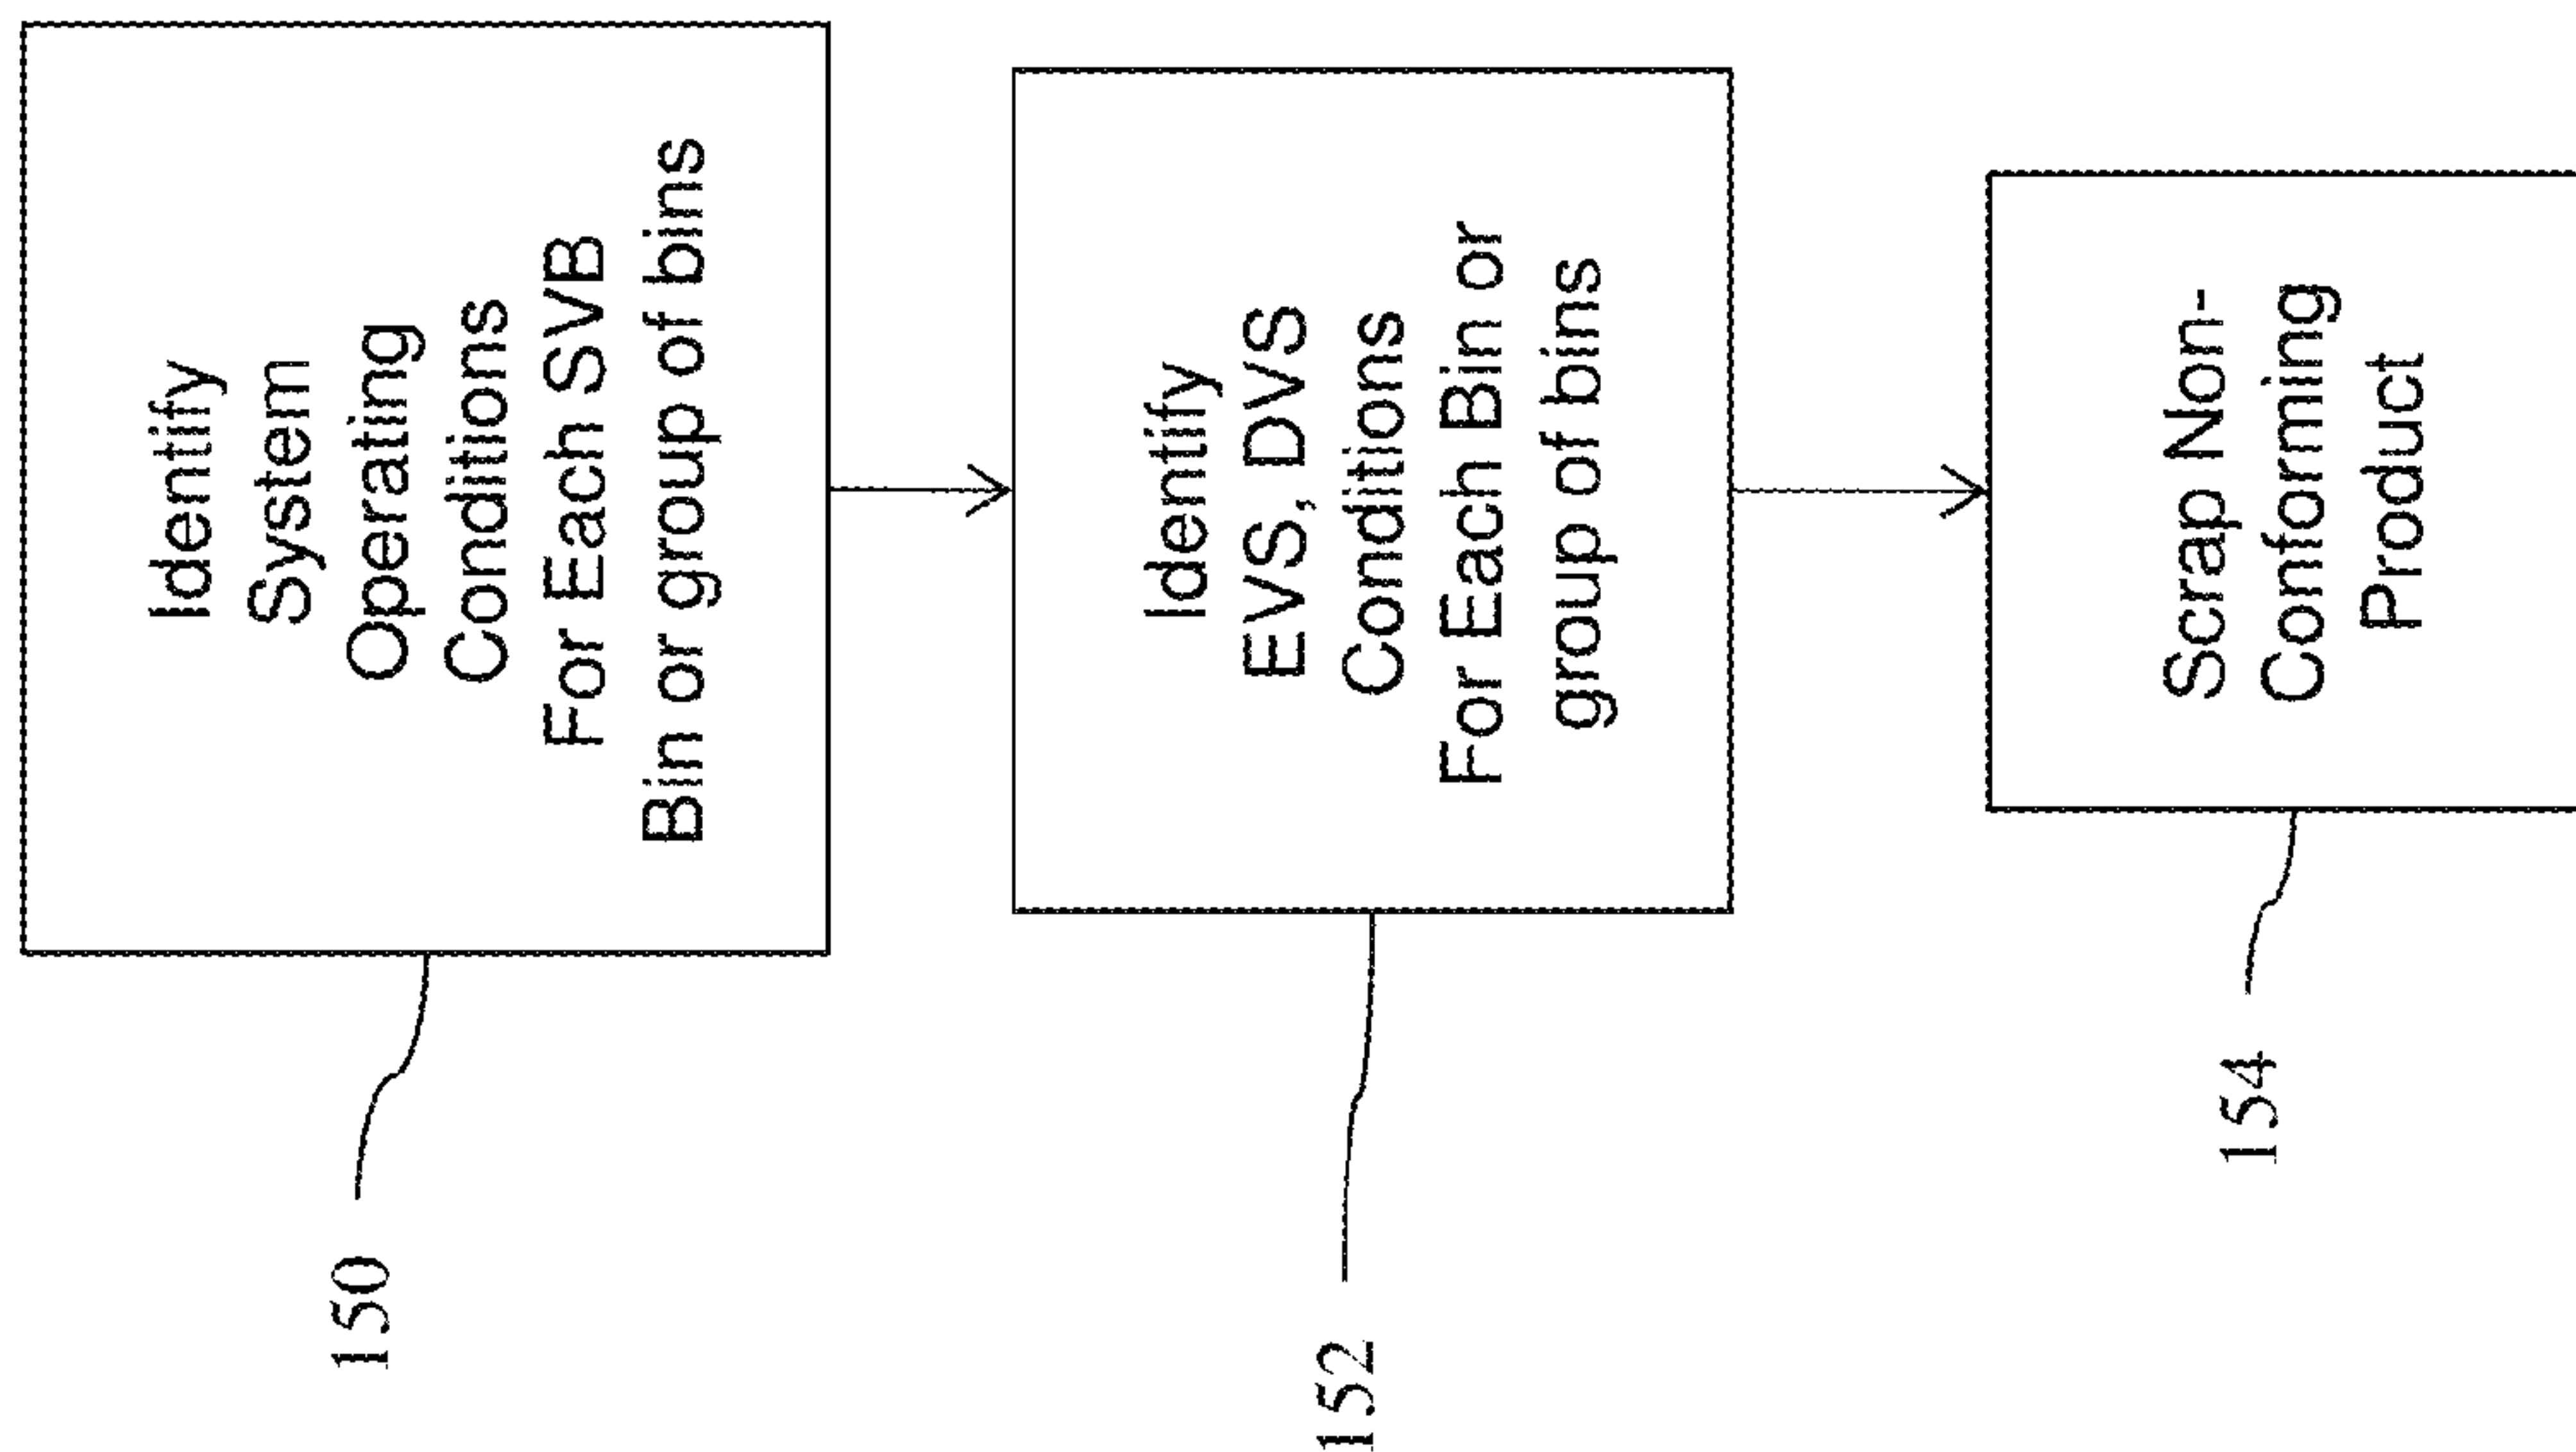 Identify
System
Operating
Conditions
For Each SVB
Bin or group of bins
150
Identify
EVS, DVS
Conditions
For Each Bin or
group of bins
152
Scrap Non-
Conforming
Product
154